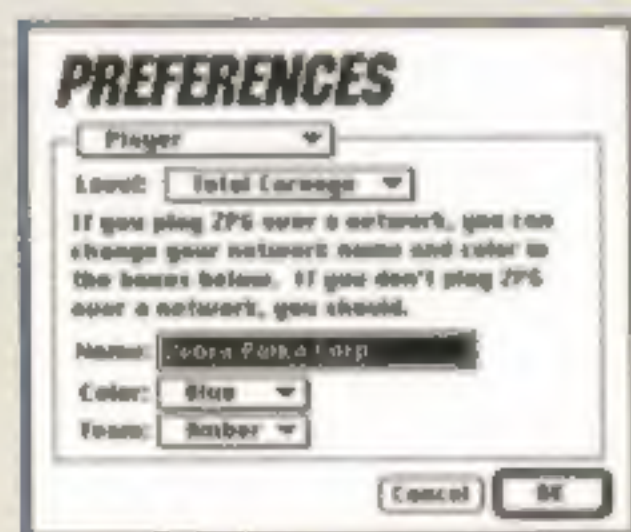 PREFERENCES
Player
Level: Total Carnage
If you play ZPG over a network, you can
change your network name and color in
the boxes below. If you don't play ZPG
over a network, you should.
Name:
Color: Blue
Team: Amber
Cancel OK